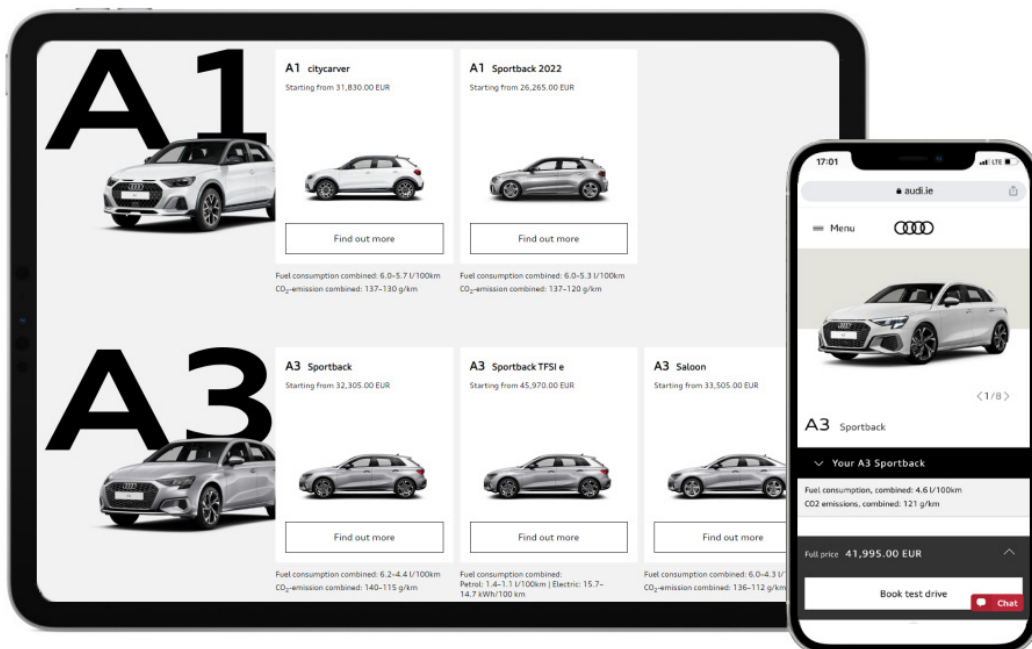 A1
A1 citycarver
Starting from 31,830.00 EUR
Find out more
Fuel consumption combined: 6.0–5.7 l/100km
CO₂-emission combined: 137–130 g/km
A1 Sportback 2022
Starting from 26,265.00 EUR
Find out more
Fuel consumption combined: 6.0–5.3 l/100km
CO₂-emission combined: 137–120 g/km
A3
A3 Sportback
Starting from 32,305.00 EUR
Find out more
Fuel consumption combined: 6.2–4.4 l/100km
CO₂-emission combined: 140–115 g/km
A3 Sportback TFSI e
Starting from 45,970.00 EUR
Find out more
Fuel consumption combined:
Petrol: 1.4–1.1 l/100km | Electric: 15.7–
14.7 kWh/100 km
A3 Saloon
Starting from 33,505.00 EUR
Find out more
Fuel consumption combined: 6.0–4.3 l/
CO₂-emission combined: 136–112 g/km
17:01
LTE
audi.ie
Menu
<1/8>
A3 Sportback
Your A3 Sportback
Fuel consumption, combined: 4.6 l/100km
CO2 emissions, combined: 121 g/km
Full price 41,995.00 EUR
Book test drive
Chat